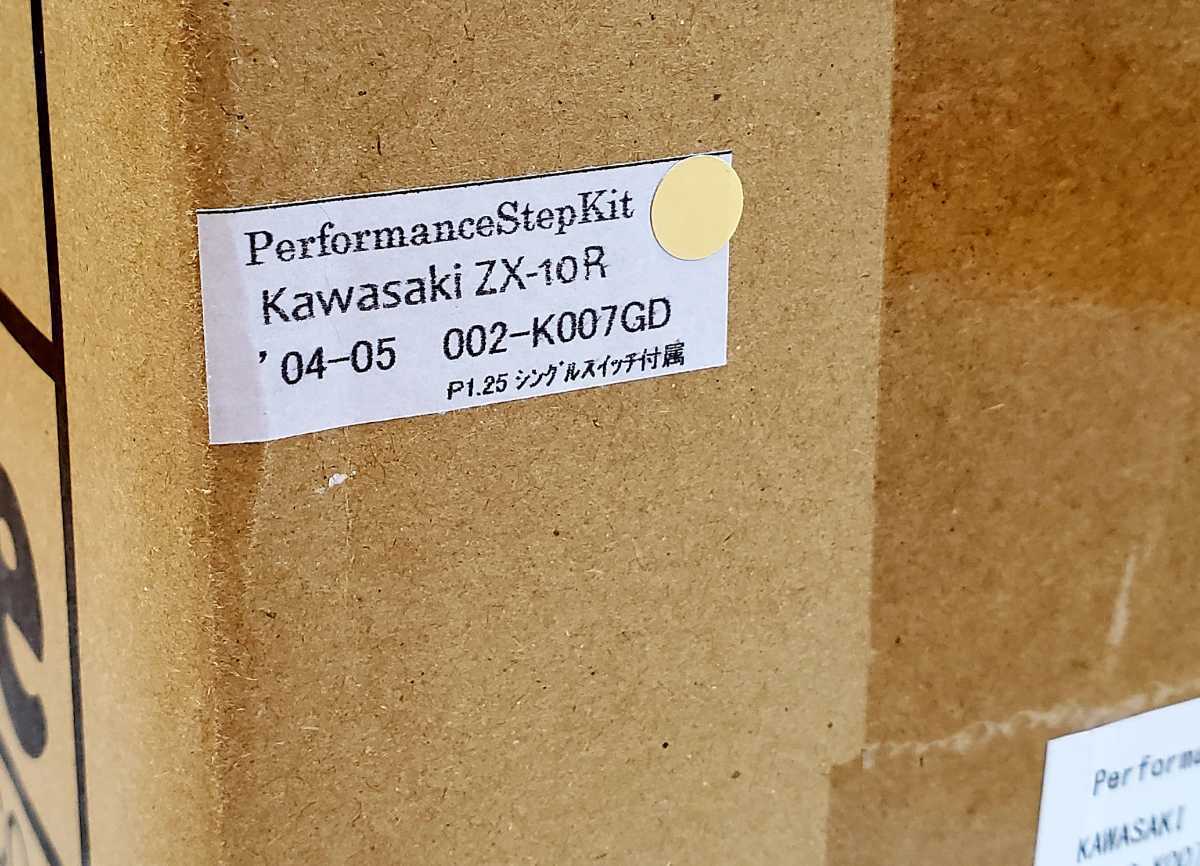 PerformanceStepKit
Kawasaki ZX-10R
'04-05 002-K007GD
P1.25 シングルスイッチ付属
KAWASAKI